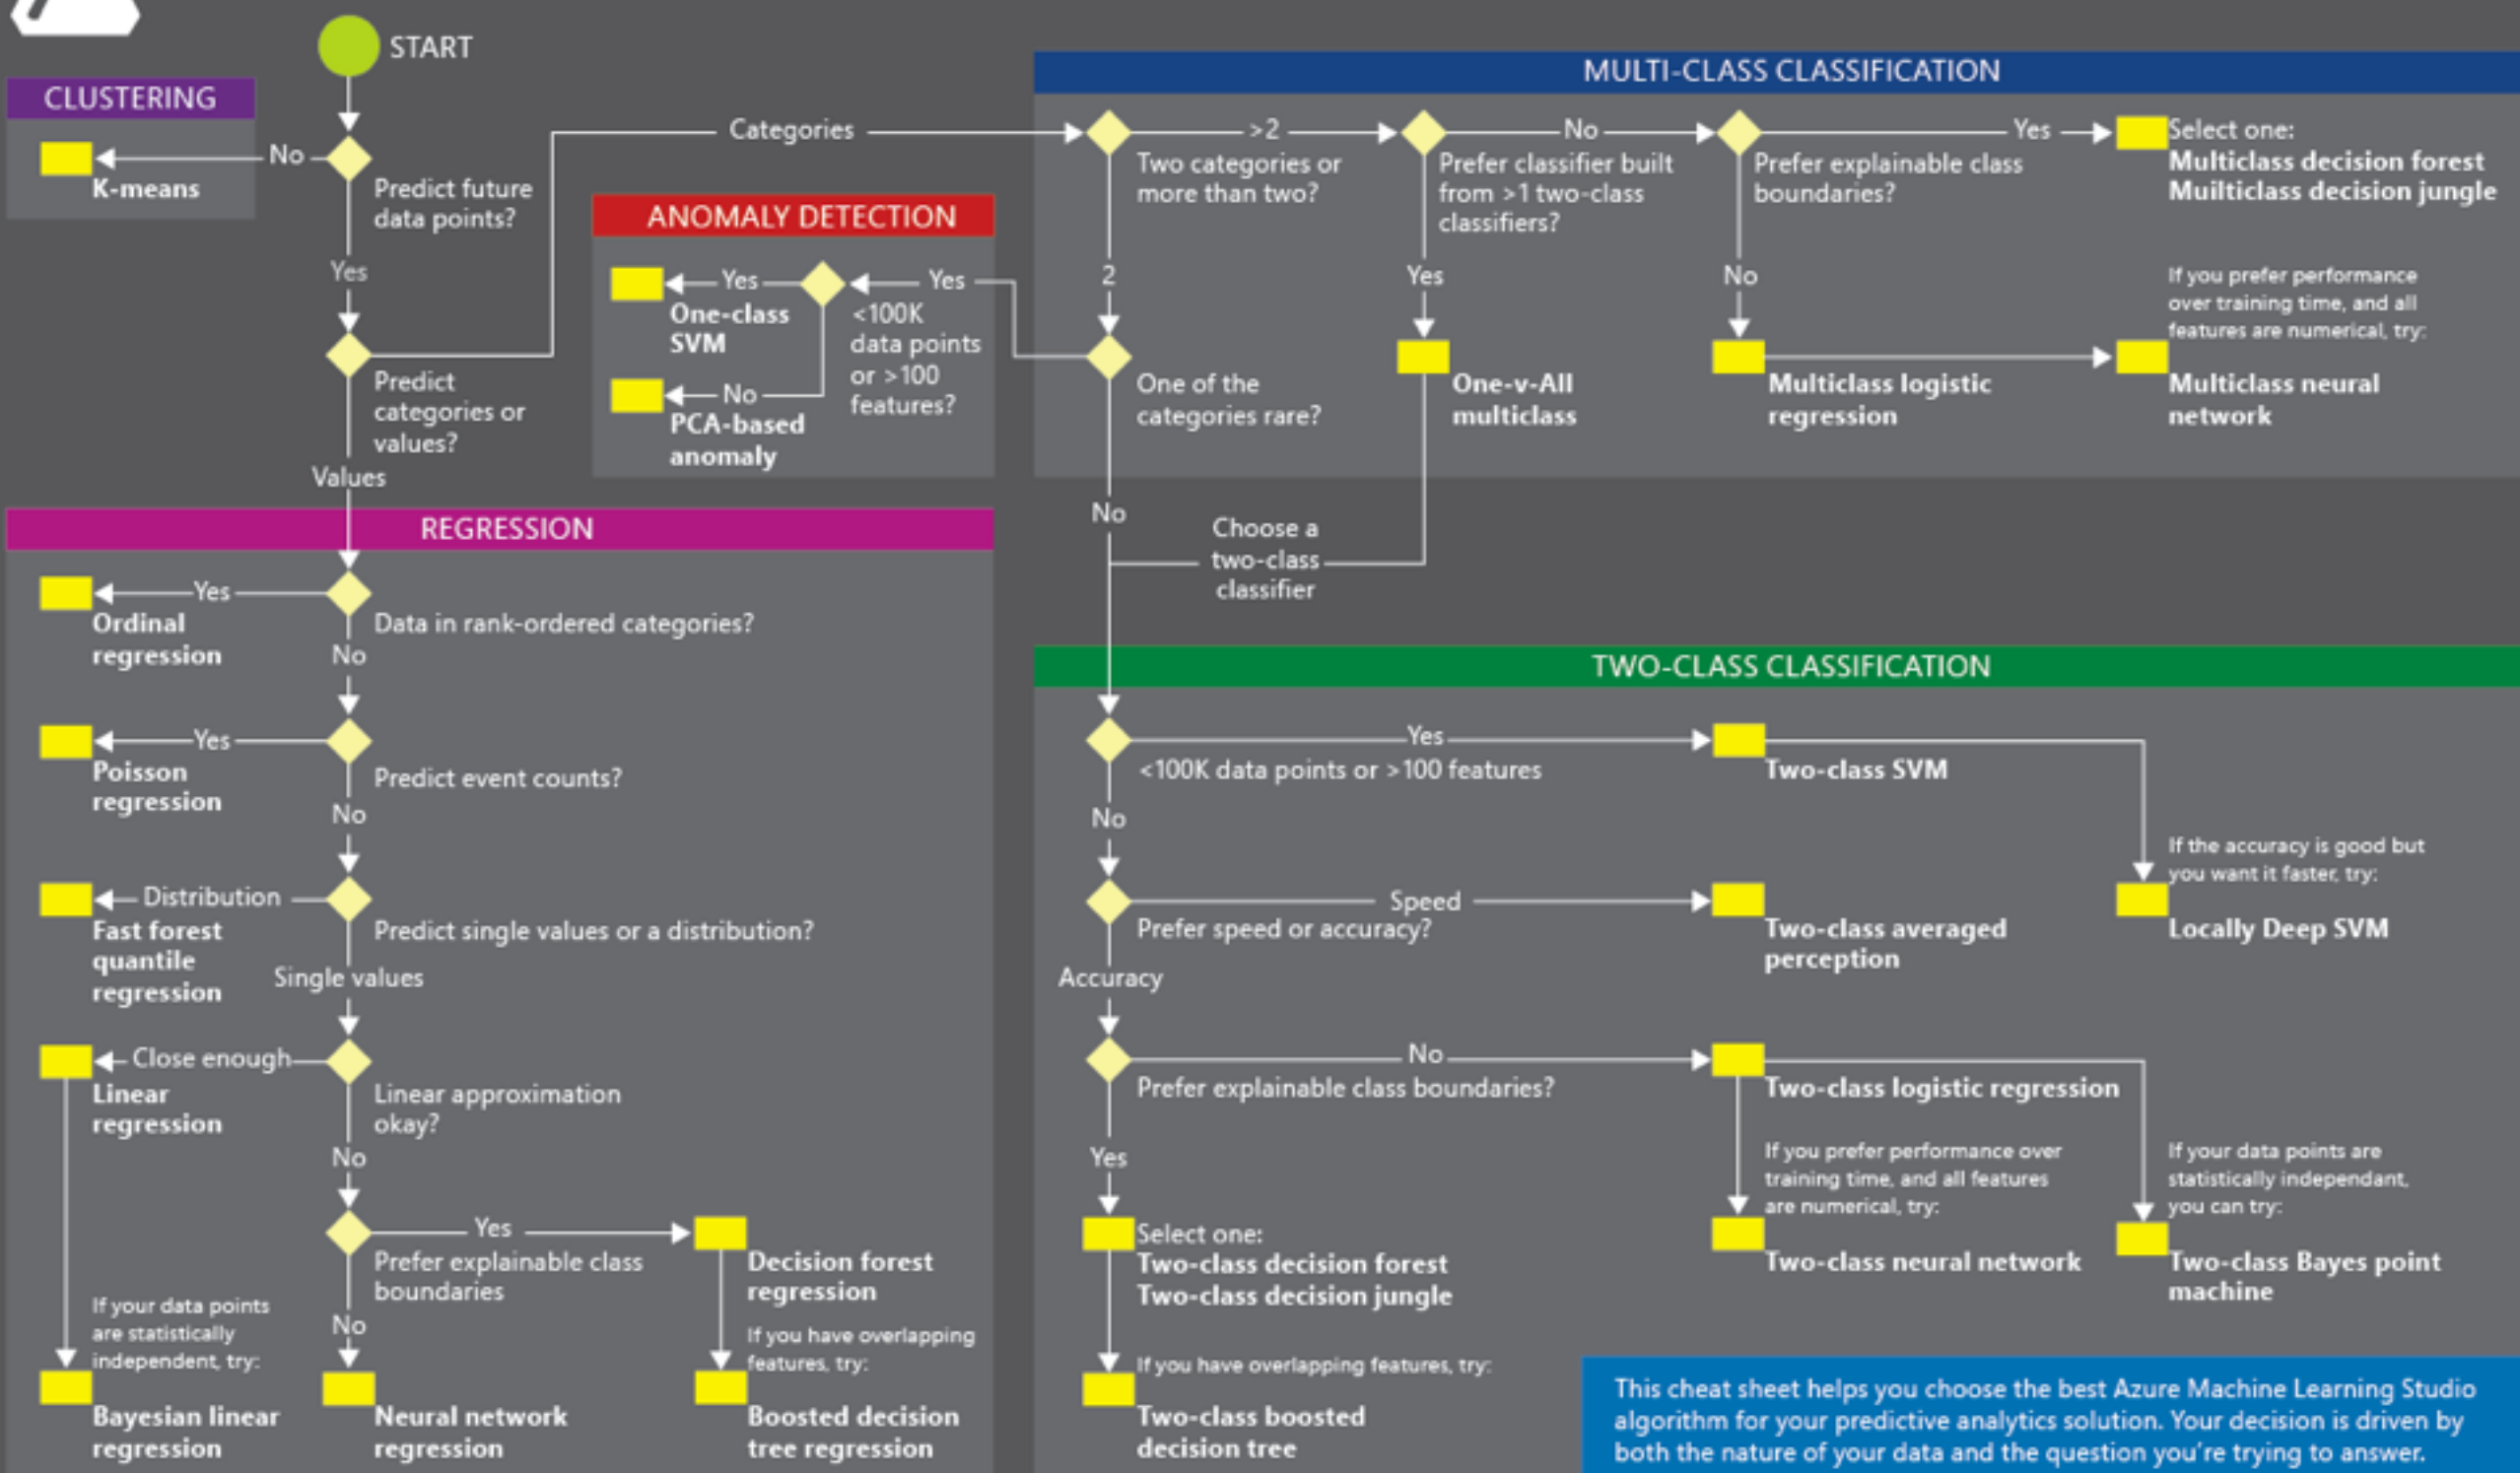 START
CLUSTERING
No
K-means
Predict future
data points?
Yes
Predict
categories or
values?
Categories
Values
ANOMALY DETECTION
Yes
Yes
One-class
SVM
<100K
data points
or >100
features?
No
PCA-based
anomaly
MULTI-CLASS CLASSIFICATION
>2
Two categories or
more than two?
No
Prefer classifier built
from >1 two-class
classifiers?
Yes
Prefer explainable class
boundaries?
Select one:
Multiclass decision forest
Muilticlass decision jungle
2
Yes
No
If you prefer performance
over training time, and all
features are numerical, try:
One of the
categories rare?
One-v-All
multiclass
Multiclass logistic
regression
Multiclass neural
network
No
Choose a
two-class
classifier
REGRESSION
Yes
Ordinal
regression
Data in rank-ordered categories?
No
Yes
Poisson
regression
Predict event counts?
No
Distribution
Fast forest
quantile
regression
Predict single values or a distribution?
Single values
Close enough
Linear
regression
Linear approximation
okay?
No
Yes
Prefer explainable class
boundaries
Decision forest
regression
If your data points
are statistically
independent, try:
No
If you have overlapping
features, try:
Bayesian linear
regression
Neural network
regression
Boosted decision
tree regression
TWO-CLASS CLASSIFICATION
Yes
<100K data points or >100 features
Two-class SVM
No
If the accuracy is good but
you want it faster, try:
Speed
Prefer speed or accuracy?
Two-class averaged
perception
Locally Deep SVM
Accuracy
No
Prefer explainable class boundaries?
Two-class logistic regression
Yes
If you prefer performance over
training time, and all features
are numerical, try:
If your data points are
statistically independant,
you can try:
Select one:
Two-class decision forest
Two-class decision jungle
Two-class neural network
Two-class Bayes point
machine
If you have overlapping features, try:
Two-class boosted
decision tree
This cheat sheet helps you choose the best Azure Machine Learning Studio
algorithm for your predictive analytics solution. Your decision is driven by
both the nature of your data and the question you're trying to answer.